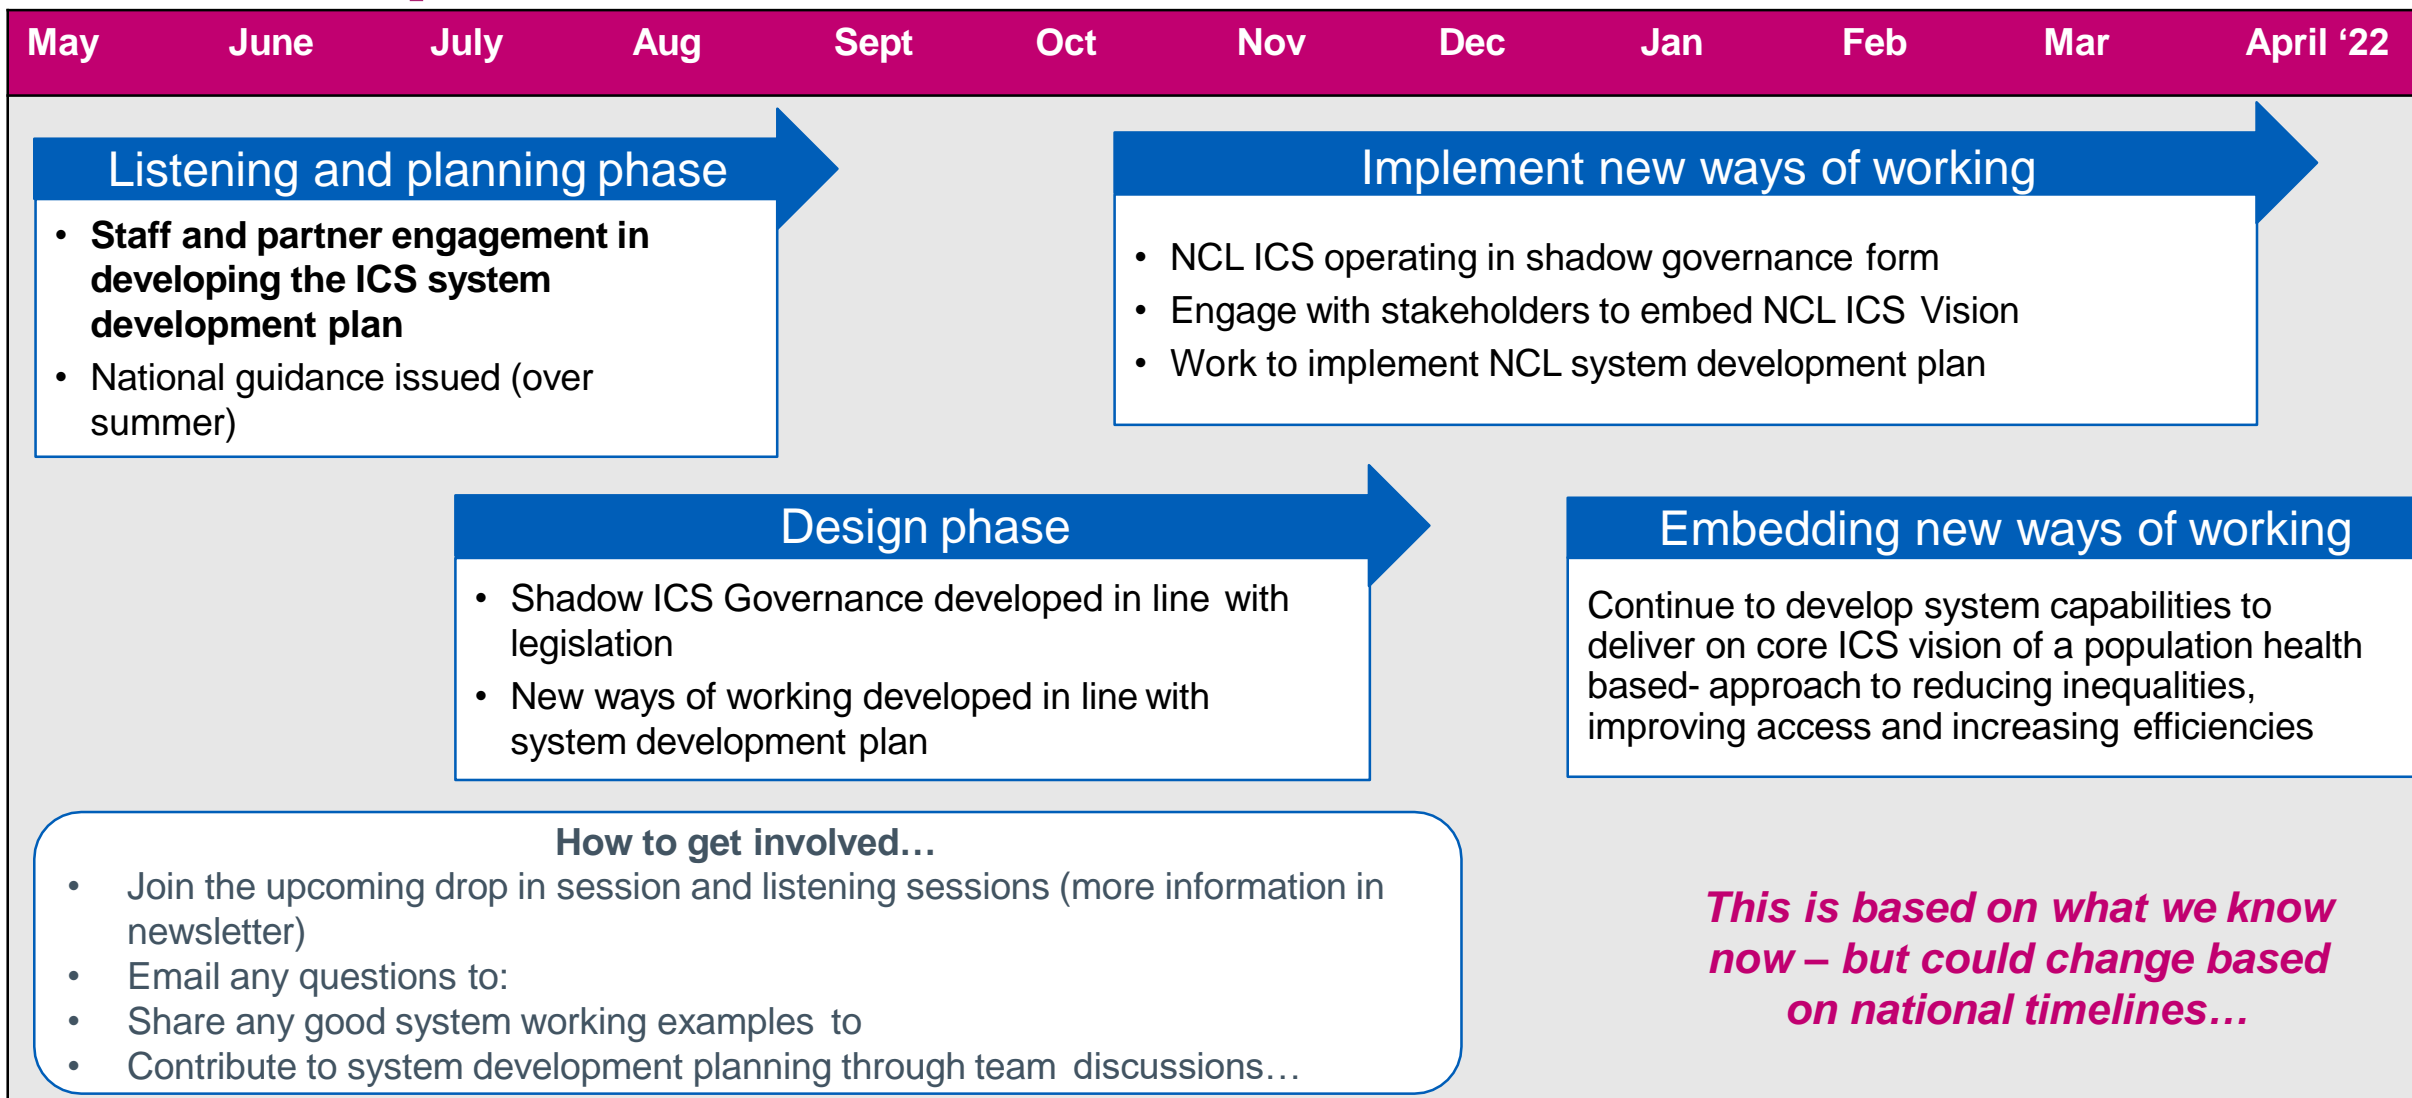 May June July Aug Sept Oct Nov Dec Jan Feb Mar April ‘22
Listening and planning phase
• Staff and partner engagement in
developing the ICS system
development plan
• National guidance issued (over
summer)
Implement new ways of working
• NCL ICS operating in shadow governance form
• Engage with stakeholders to embed NCL ICS Vision
• Work to implement NCL system development plan
Design phase
• Shadow ICS Governance developed in line with
legislation
• New ways of working developed in line with
system development plan
Embedding new ways of working
Continue to develop system capabilities to
deliver on core ICS vision of a population health
based- approach to reducing inequalities,
improving access and increasing efficiencies
How to get involved…
• Join the upcoming drop in session and listening sessions (more information in
newsletter)
• Email any questions to:
• Share any good system working examples to
• Contribute to system development planning through team discussions…
This is based on what we know
now – but could change based
on national timelines…